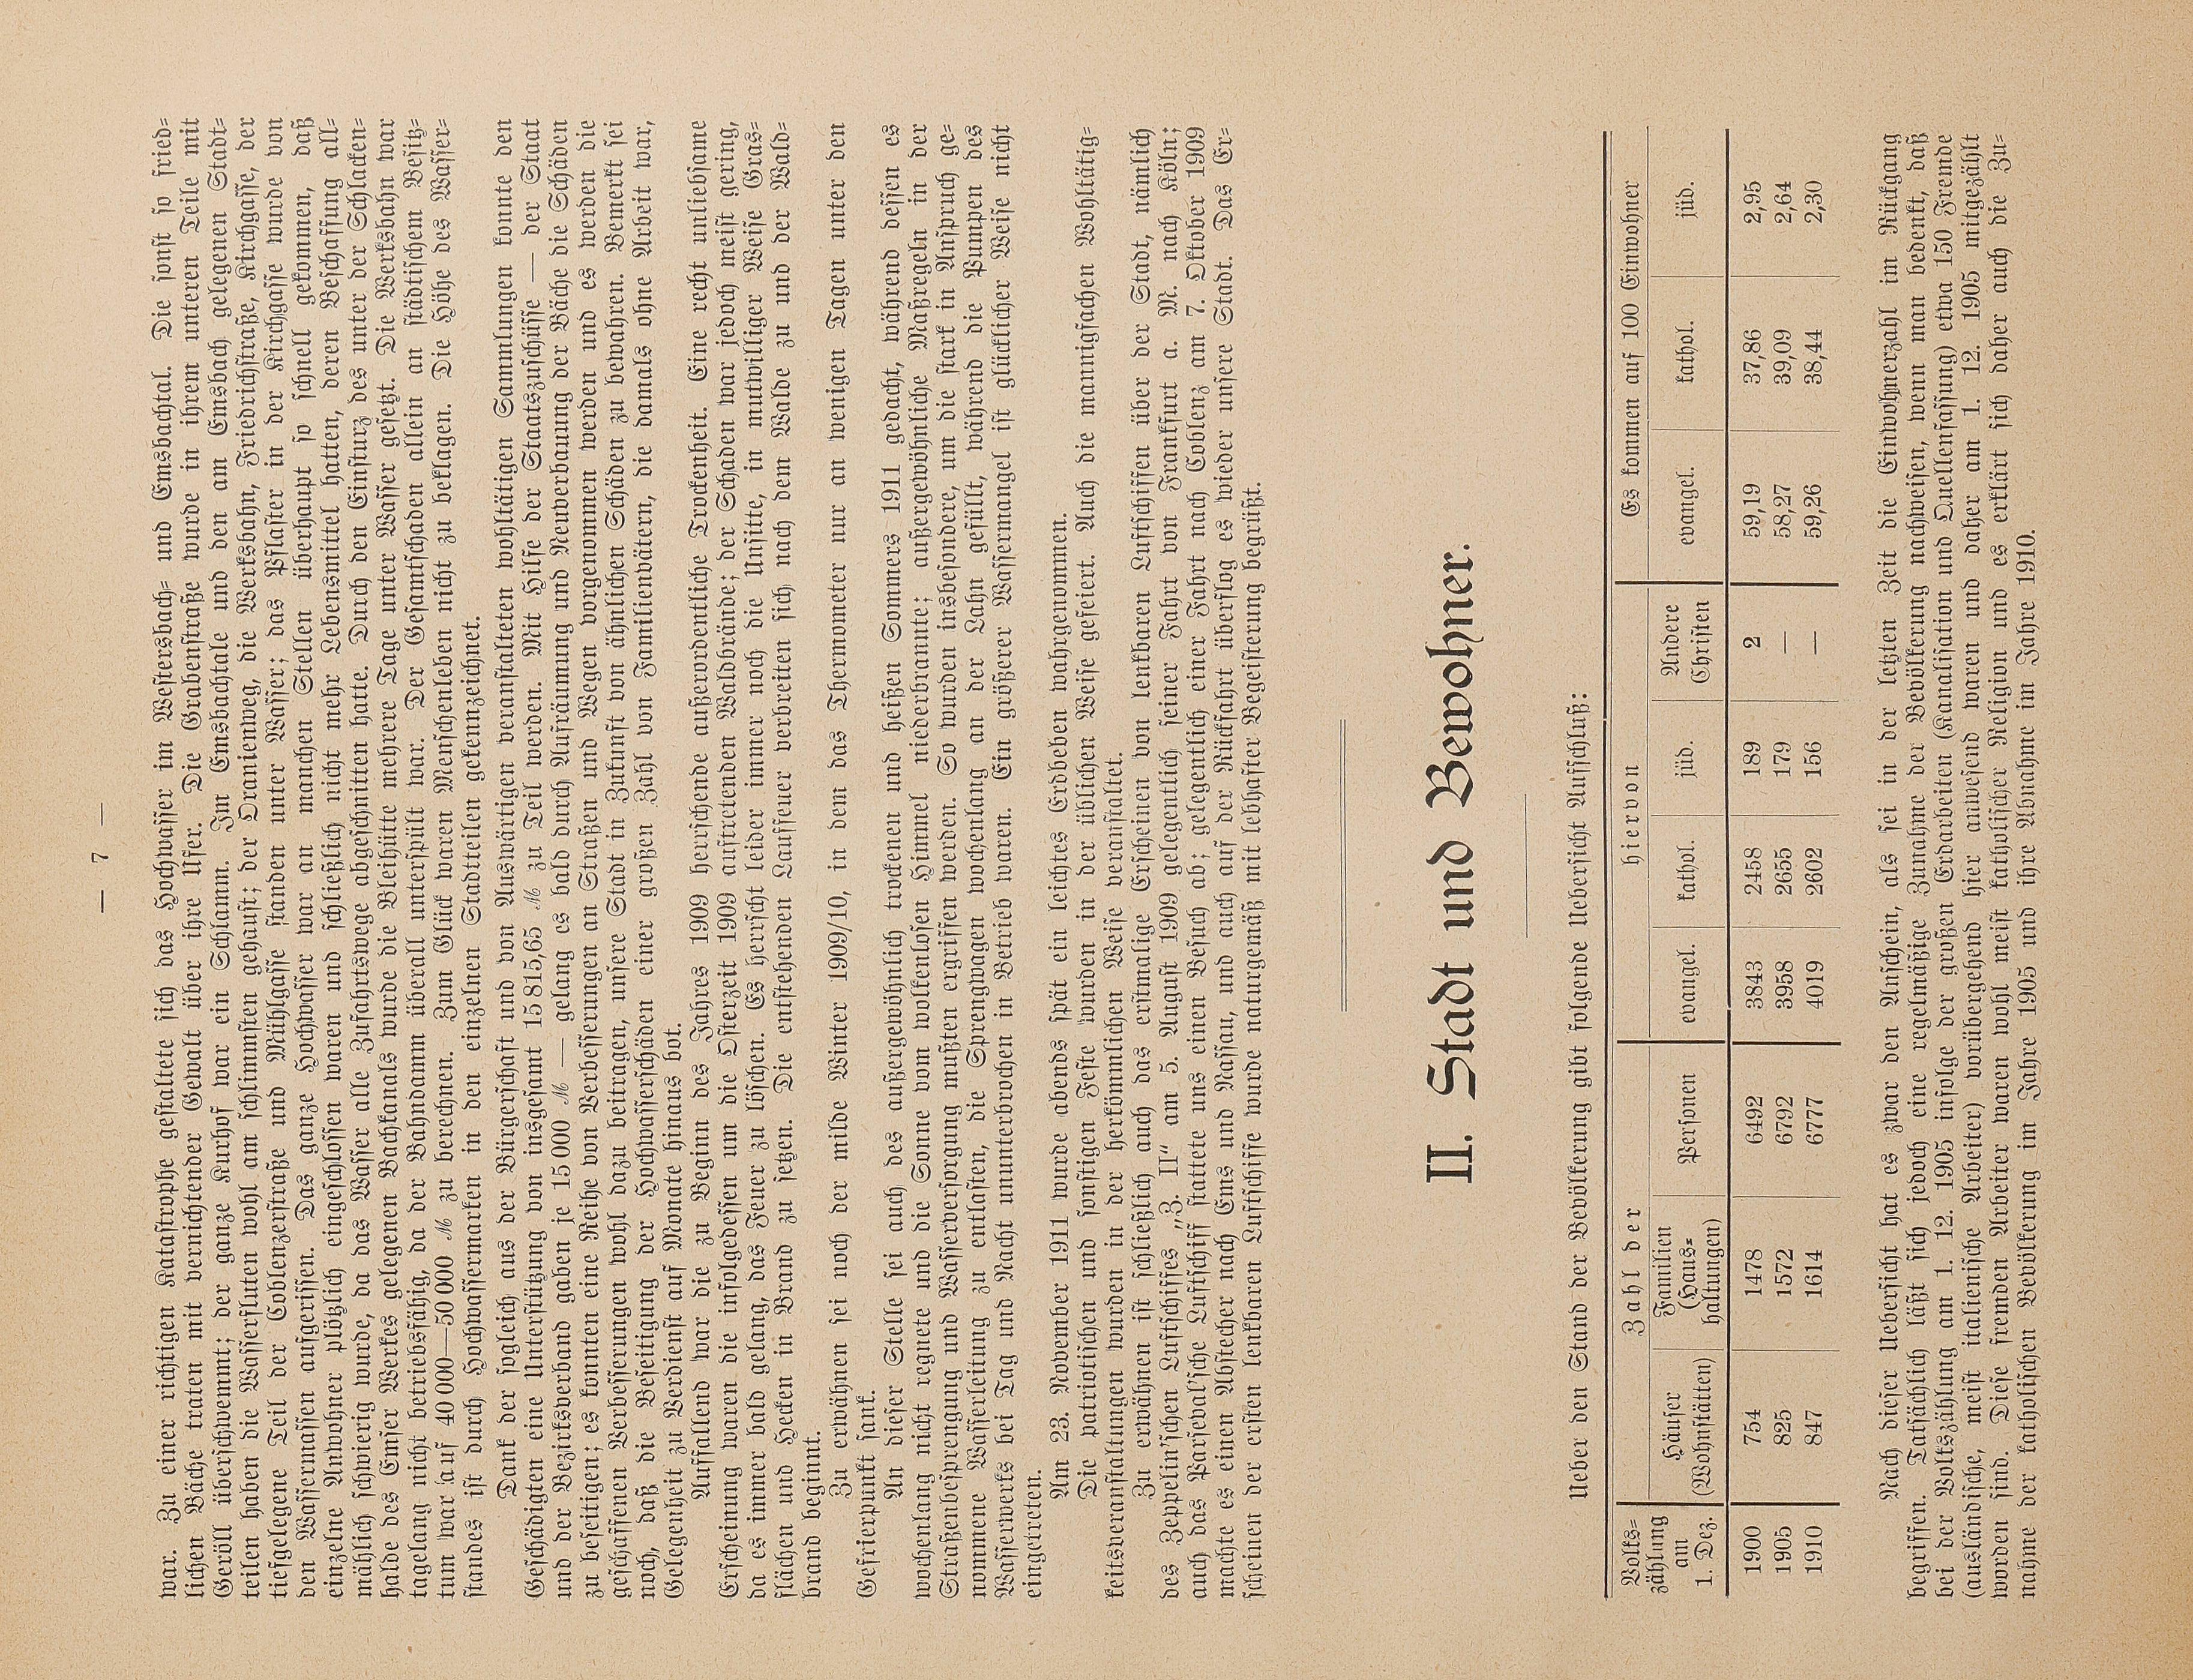 — 7 —
war. Zu einer richtigen Katastrophe gestaltete sich das Hochwasser im Westersbach- und Emsbachtal. Die sonst so fried-
lichen Bäche traten mit vernichtender Gewalt über ihre Ufer. Die Grabenstraße wurde in ihrem unteren Teile mit
Geröll überschwemmt; der ganze Kurhof war ein Schlamm. Im Emsbachtale und den am Emsbach gelegenen Stadt-
teilen haben die Wasserfluten wohl am schlimmsten gehaust; der Oranienweg, die Werksbahn, Friedrichstraße, Kirchgasse, der
tiefgelegene Teil der Coblenzerstraße und Mühlgasse standen unter Wasser; das Pflaster in der Kirchgasse wurde von
den Wassermassen aufgerissen. Das ganze Hochwasser war an manchen Stellen überhaupt so schnell gekommen, daß
einzelne Anwohner plötzlich eingeschlossen waren und schließlich nicht mehr Lebensmittel hatten, deren Beschaffung all-
mählich schwierig wurde, da das Wasser alle Zufahrtswege abgeschnitten hatte. Durch den Einsturz des unter der Schlacken-
halde des Emser Werkes gelegenen Bachkanals wurde die Bleihütte mehrere Tage unter Wasser gesetzt. Die Werksbahn war
tagelang nicht betriebsfähig, da der Bahndamm überall unterspült war. Der Gesamtschaden allein an städtischem Besitz-
tum war auf 40 000—50 000 ℳ zu berechnen. Zum Glück waren Menschenleben nicht zu beklagen. Die Höhe des Wasser-
standes ist durch Hochwassermarken in den einzelnen Stadtteilen gekennzeichnet.
Dank der sogleich aus der Bürgerschaft und von Auswärtigen veranstalteten wohltätigen Sammlungen konnte den
Geschädigten eine Unterstützung von insgesamt 15 815,65 ℳ zu Teil werden. Mit Hilfe der Staatszuschüsse — der Staat
und der Bezirksverband gaben je 15 000 ℳ — gelang es bald durch Aufräumung und Neuverbauung der Bäche die Schäden
zu beseitigen; es konnten eine Reihe von Verbesserungen an Straßen und Wegen vorgenommen werden und es werden die
geschaffenen Verbesserungen wohl dazu beitragen, unsere Stadt in Zukunft von ähnlichen Schäden zu bewahren. Bemerkt sei
noch, daß die Beseitigung der Hochwasserschäden einer großen Zahl von Familienvätern, die damals ohne Arbeit war,
Gelegenheit zu Verdienst auf Monate hinaus bot.
Auffallend war die zu Beginn des Jahres 1909 herrschende außerordentliche Trockenheit. Eine recht unliebsame
Erscheinung waren die infolgedessen um die Osterzeit 1909 auftretenden Waldbrände; der Schaden war jedoch meist gering,
da es immer bald gelang, das Feuer zu löschen. Es herrscht leider immer noch die Unsitte, in mutwilliger Weise Gras-
flächen und Hecken in Brand zu setzen. Die entstehenden Lauffeuer verbreiten sich nach dem Walde zu und der Wald-
brand beginnt.
Zu erwähnen sei noch der milde Winter 1909/10, in dem das Thermometer nur an wenigen Tagen unter den
Gefrierpunkt sank.
An dieser Stelle sei auch des außergewöhnlich trockenen und heißen Sommers 1911 gedacht, während dessen es
wochenlang nicht regnete und die Sonne vom wolkenlosen Himmel niederbrannte; außergewöhnliche Maßregeln in der
Straßenbesprengung und Wasserversorgung mußten ergriffen werden. So wurden insbesondere, um die stark in Anspruch ge-
nommene Wasserleitung zu entlasten, die Sprengwagen wochenlang an der Lahn gefüllt, während die Pumpen des
Wasserwerks bei Tag und Nacht ununterbrochen in Betrieb waren. Ein größerer Wassermangel ist glücklicher Weise nicht
eingetreten.
Am 23. November 1911 wurde abends spät ein leichtes Erdbeben wahrgenommen.
Die patriotischen und sonstigen Feste wurden in der üblichen Weise gefeiert. Auch die mannigfachen Wohltätig-
keitsveranstaltungen wurden in der herkömmlichen Weise veranstaltet.
Zu erwähnen ist schließlich auch das erstmalige Erscheinen von lenkbaren Luftschiffen über der Stadt, nämlich
des Zeppelin'schen Luftschiffes „Z. II“ am 5. August 1909 gelegentlich seiner Fahrt von Frankfurt a. M. nach Köln;
auch das Parseval'sche Luftschiff stattete uns einen Besuch ab; gelegentlich einer Fahrt nach Coblenz am 7. Oktober 1909
machte es einen Abstecher nach Ems und Nassau, und auch auf der Rückfahrt überflog es wieder unsere Stadt. Das Er-
scheinen der ersten lenkbaren Luftschiffe wurde naturgemäß mit lebhafter Begeisterung begrüßt.
II. Stadt und Bewohner.
Ueber den Stand der Bevölkerung gibt folgende Uebersicht Aufschluß:
Volks-zählung am 1. Dez. Zahl der hiervon Es kommen auf 100 Einwohner
Häuser (Wohnstätten) Familien (Haus-haltungen) Personen evangel. kathol. jüd. Andere Christen evangel. kathol. jüd.
1900 754 1478 6492 3843 2458 189 2 59,19 37,86 2,95
1905 825 1572 6792 3958 2655 179 — 58,27 39,09 2,64
1910 847 1614 6777 4019 2602 156 — 59,26 38,44 2,30
Nach dieser Uebersicht hat es zwar den Anschein, als sei in der letzten Zeit die Einwohnerzahl im Rückgang
begriffen. Tatsächlich läßt sich jedoch eine regelmäßige Zunahme der Bevölkerung nachweisen, wenn man bedenkt, daß
bei der Volkszählung am 1. 12. 1905 infolge der großen Erdarbeiten (Kanalisation und Quellenfassung) etwa 150 Fremde
(ausländische, meist italienische Arbeiter) vorübergehend hier anwesend waren und daher am 1. 12. 1905 mitgezählt
worden sind. Diese fremden Arbeiter waren wohl meist katholischer Religion und es erklärt sich daher auch die Zu-
nahme der katholischen Bevölkerung im Jahre 1905 und ihre Abnahme im Jahre 1910.